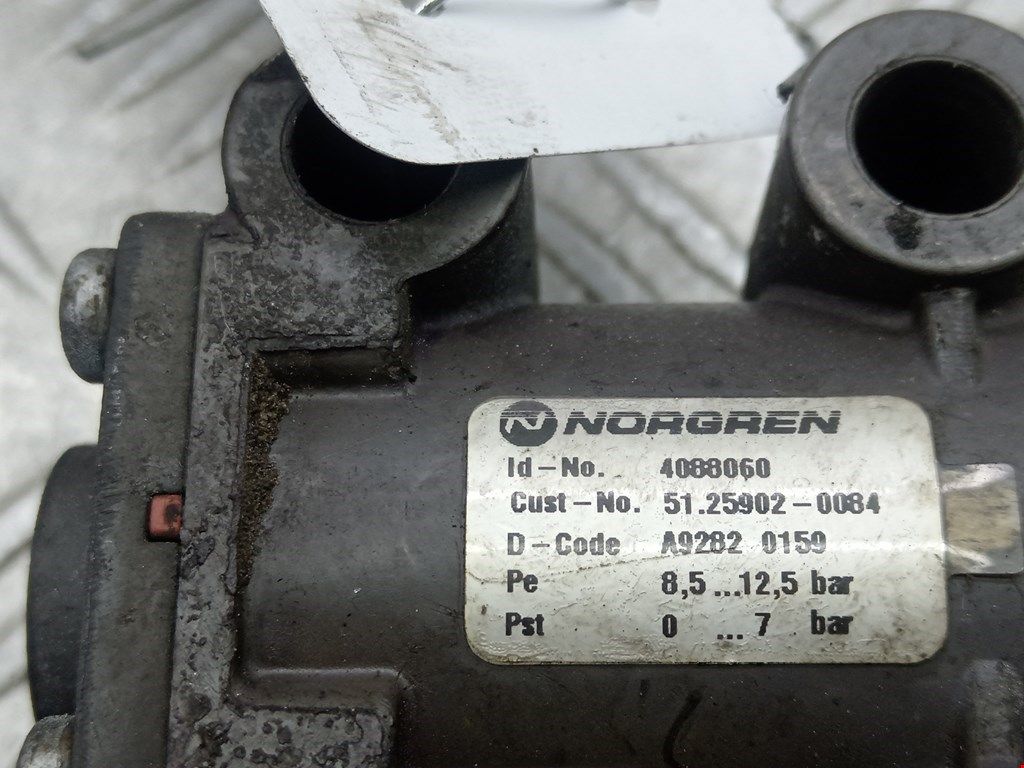 NORGREN
Id-No. 4088060
Cust-No. 51.25902-0084
D-Code A9282 0159
Pe 8,5 ...12,5 bar
Pst 0 ... 7 bar